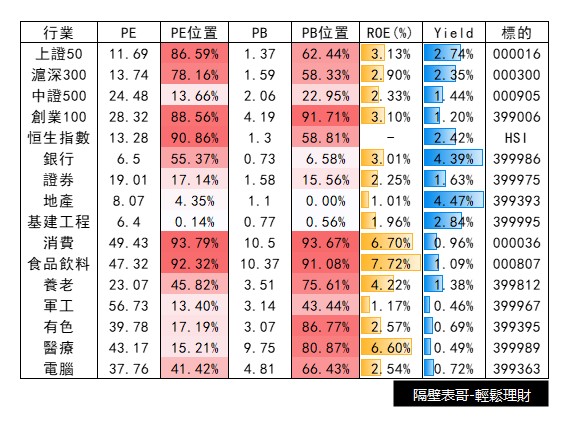 行業 PE PE位置 PB PB位置 ROE(%) Yield 標的
上證50 11.69 86.59% 1.37 62.44% 3.13% 2.74% 000016
滬深300 13.74 78.16% 1.59 58.33% 2.90% 2.35% 000300
中證500 24.48 13.66% 2.06 22.95% 2.33% 1.44% 000905
創業100 28.32 88.56% 4.19 91.71% 3.10% 1.20% 399006
恒生指數 13.28 90.86% 1.3 58.81% - 2.42% HSI
銀行 6.5 55.37% 0.73 6.58% 3.01% 4.39% 399986
證券 19.01 17.14% 1.58 15.56% 2.25% 1.63% 399975
地產 8.07 4.35% 1.1 0.00% 1.01% 4.47% 399393
基建工程 6.4 0.14% 0.77 0.56% 1.96% 2.84% 399995
消費 49.43 93.79% 10.5 93.67% 6.70% 0.96% 000036
食品飲料 47.32 92.32% 10.37 91.08% 7.72% 1.09% 000807
養老 23.07 45.82% 3.51 75.61% 4.22% 1.38% 399812
軍工 56.73 13.40% 3.14 43.44% 1.17% 0.46% 399967
有色 39.78 17.19% 3.07 86.77% 2.57% 0.69% 399395
醫療 43.17 15.21% 9.75 80.87% 6.60% 0.49% 399989
電腦 37.76 41.42% 4.81 66.43% 2.54% 0.72% 399363
隔壁表哥-輕鬆理財